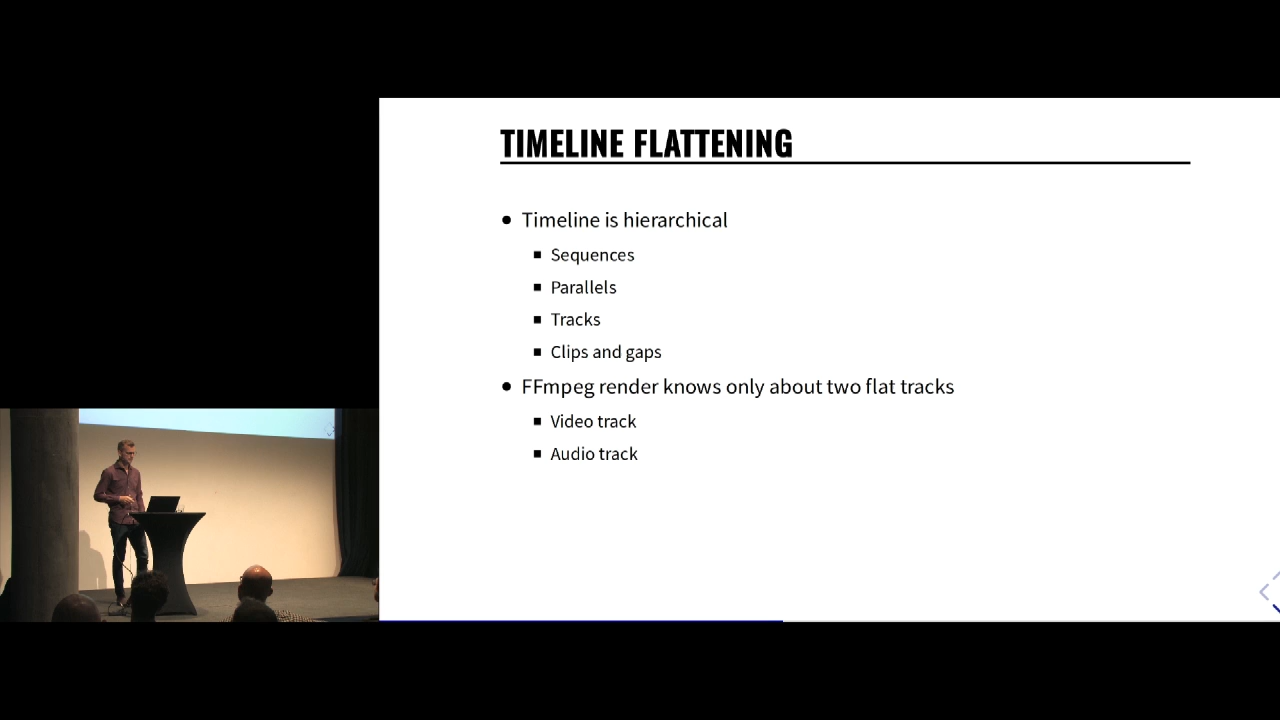 TIMELINE FLATTENING
Timeline is hierarchical
Sequences
Parallels
Tracks
Clips and gaps
FFmpeg render knows only about two flat tracks
Video track
Audio track